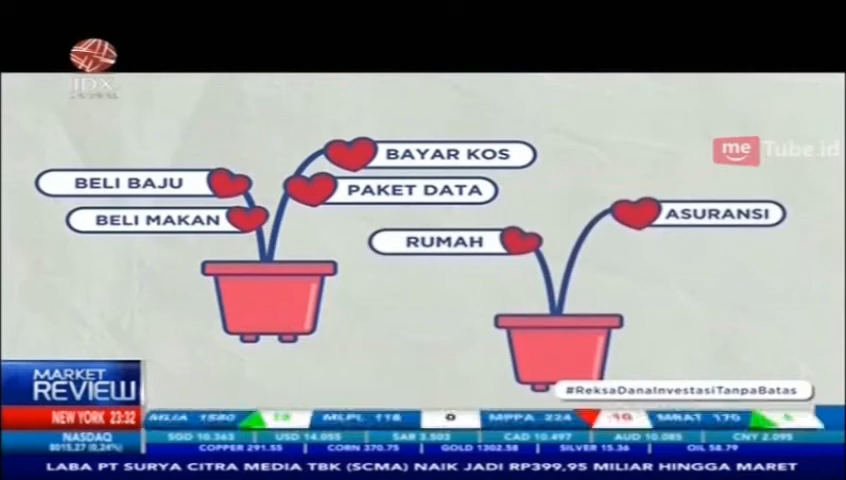 IDX
me Tube.id
BAYAR KOS
BELI BAJU
PAKET DATA
BELI MAKAN
ASURANSI
RUMAH
MARKET
REVIEW
#ReksaDanaInvestasiTanpaBatas
NEW YORK 23:32
MLPL 116 0 MPPA 224
NASDAQ
SGD 10.363 USD 14.055 SAR 3.503 CAD 10.497 AUD 10.085 CNY 2.095
COPPER 291.55 CORN 370.75 GOLD 1302.58 SILVER 15.36 OIL 58.79
LABA PT SURYA CITRA MEDIA TBK (SCMA) NAIK JADI RP399,95 MILIAR HINGGA MARET